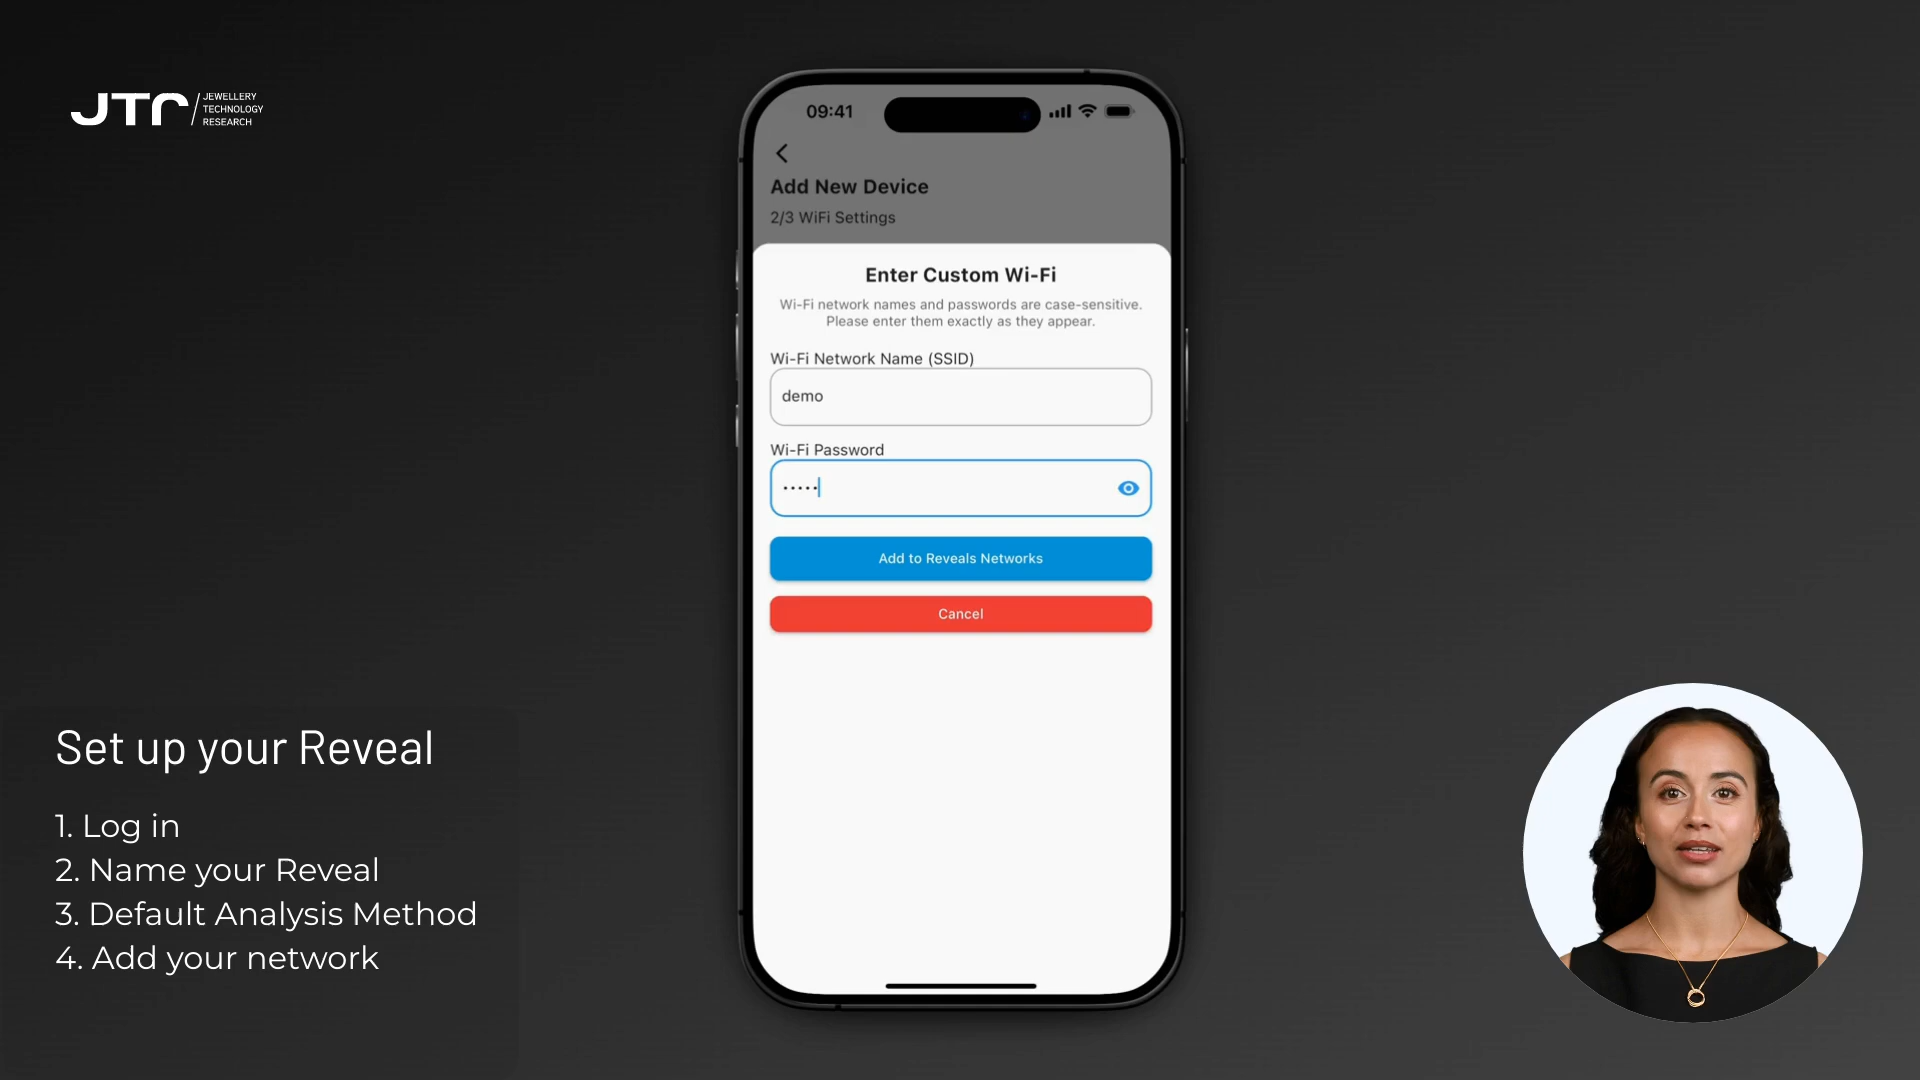 JTR
JEWELLERY
TECHNOLOGY
RESEARCH
09:41
Add New Device
2/3 WiFi Settings
Enter Custom Wi-Fi
Wi-Fi network names and passwords are case-sensitive.
Please enter them exactly as they appear.
Wi-Fi Network Name (SSID)
demo
Wi-Fi Password
•••••
Add to Reveals Networks
Cancel
Set up your Reveal
1. Log in
2. Name your Reveal
3. Default Analysis Method
4. Add your network